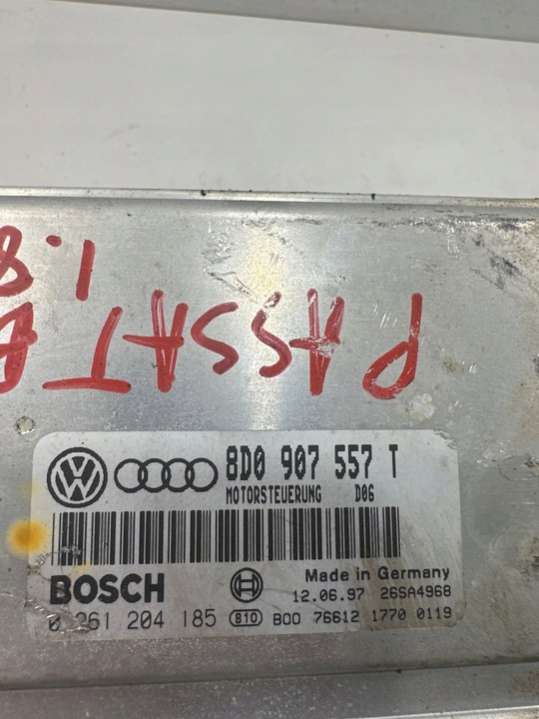 1.8
PASSAT
8D0 907 557 T
MOTORSTEUERUNG D06
BOSCH
Made in Germany
12.06.97 26SA4968
0 261 204 185 810 B00 76612 1770 0119